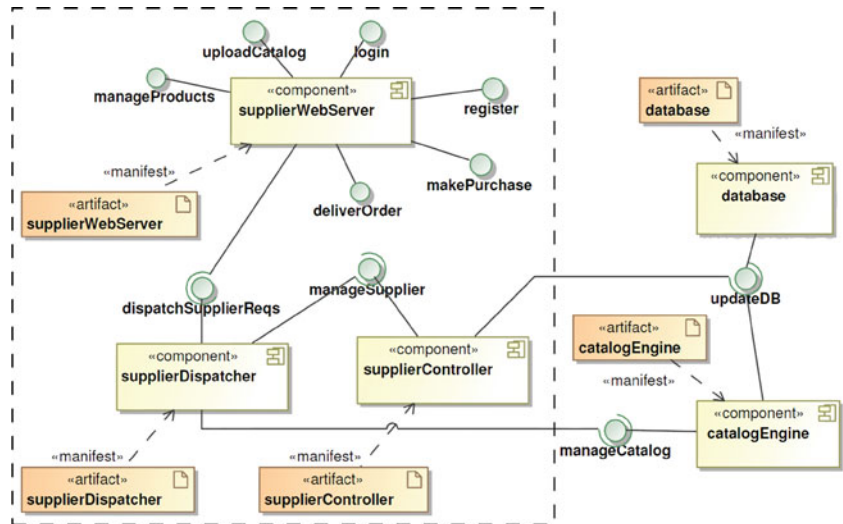 uploadCatalog
login
manageProducts
«component»
supplierWebServer
register
«artifact»
database
«manifest»
«manifest»
makePurchase
«component»
database
«artifact»
supplierWebServer
deliverOrder
dispatchSupplierReqs
manageSupplier
updateDB
«artifact»
catalogEngine
«component»
supplierDispatcher
«component»
supplierController
«manifest»
«component»
catalogEngine
manageCatalog
«manifest»
«manifest»
«artifact»
supplierDispatcher
«artifact»
supplierController